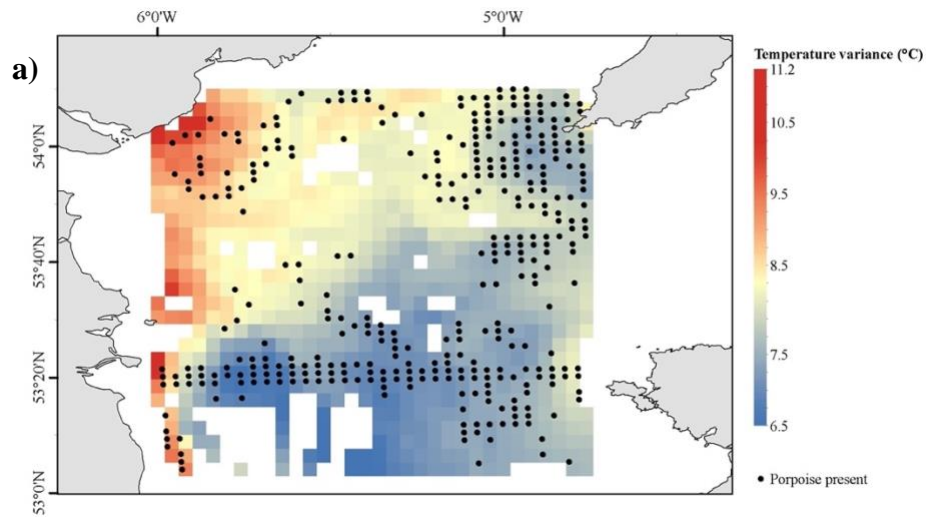 6°0'W 5°0'W
a)
Temperature variance (°C)
11.2
10.5
54°0'N
9.5
53°40'N
8.5
7.5
53°20'N
6.5
Porpoise present
53°0'N